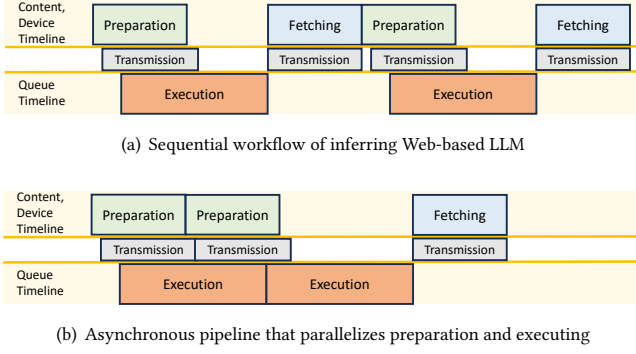 Content,
Device
Timeline
Preparation
Fetching
Preparation
Fetching
Transmission
Transmission
Transmission
Transmission
Queue
Timeline
Execution
Execution
(a) Sequential workflow of inferring Web-based LLM
Content,
Device
Timeline
Preparation
Preparation
Fetching
Transmission
Transmission
Transmission
Queue
Timeline
Execution
Execution
(b) Asynchronous pipeline that parallelizes preparation and executing